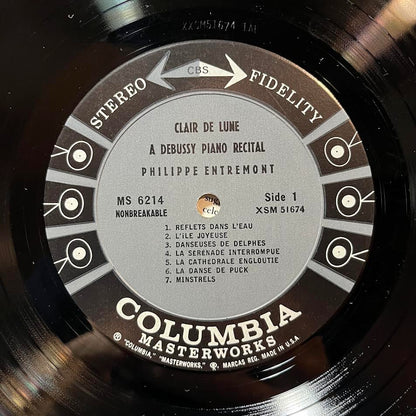 XXSM51674 1AL
CBS
STEREO FIDELITY
CLAIR DE LUNE
A DEBUSSY PIANO RECITAL
PHILIPPE ENTREMONT
MS 6214 Side 1
NONBREAKABLE XSM 51674
1. REFLETS DANS L'EAU
2. L'ILE JOYEUSE
3. DANSEUSES DE DELPHES
4. LA SERENADE INTERROMPUE
5. LA CATHEDRALE ENGLOUTIE
6. LA DANSE DE PUCK
7. MINSTRELS
COLUMBIA
MASTERWORKS
® "COLUMBIA," "MASTERWORKS," ℗, MARCAS REG. MADE IN U.S.A